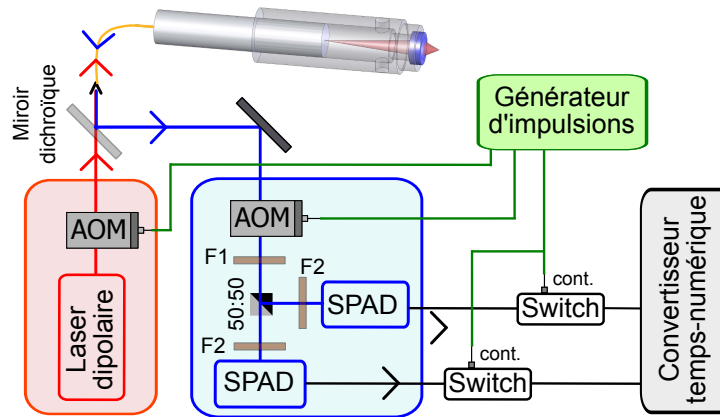 Miroir
dichroïque
Générateur
d'impulsions
AOM
Laser
dipolaire
AOM
F1
F2
50:50
SPAD
F2
SPAD
cont.
Switch
cont.
Switch
Convertisseur
temps-numérique